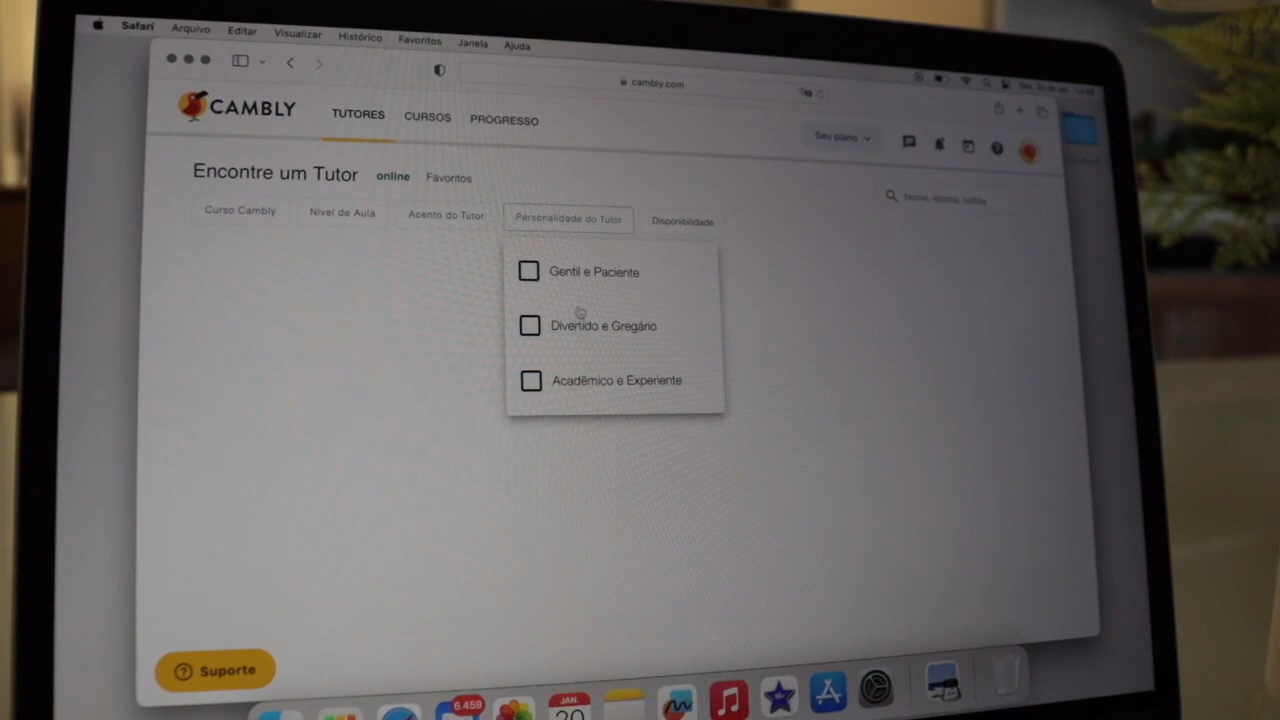 Safari Arquivo Editar Visualizar Histórico Favoritos Janela Ajuda
cambly.com
CAMBLY TUTORES CURSOS PROGRESSO Seu plano
Encontre um Tutor online Favoritos
Curso Cambly Nível de Aula Acento do Tutor Personalidade do Tutor Disponibilidade
Gentil e Paciente
Divertido e Gregário
Acadêmico e Experiente
Suporte
6.459 JAN.
20